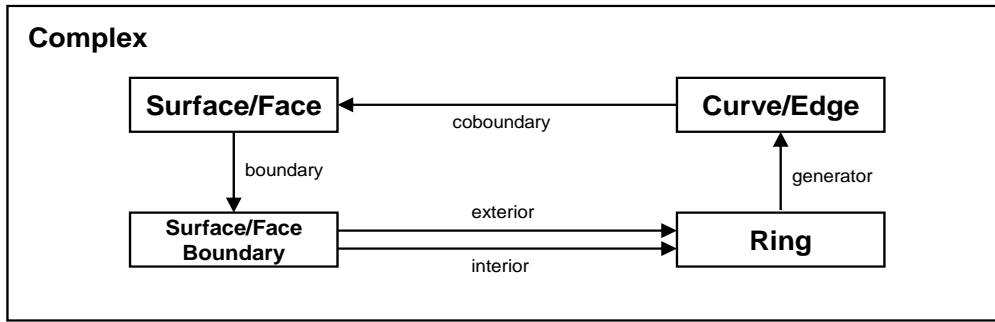 Complex
Surface/Face
Curve/Edge
coboundary
boundary
generator
Surface/Face
Boundary
exterior
interior
Ring